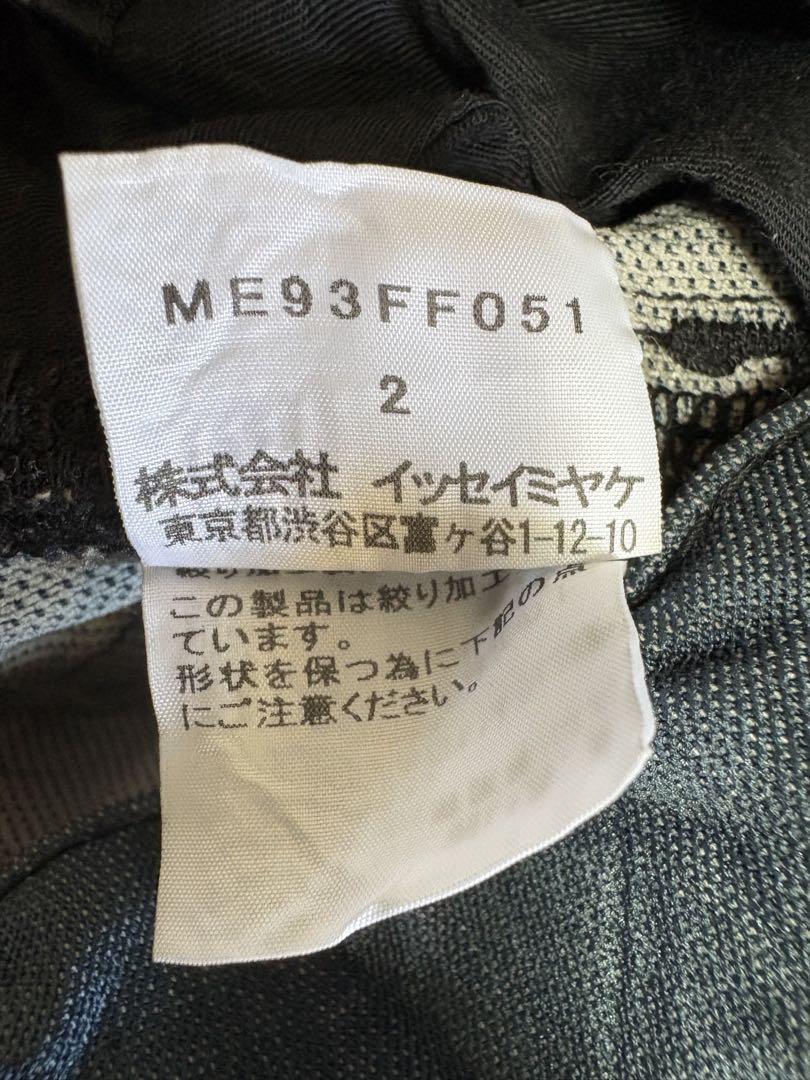 ME93FF051
2
株式会社 イッセイミヤケ
東京都渋谷区富ヶ谷1-12-10
この製品は絞り加工
ています。
形状を保つ為に下記の点
にご注意ください。